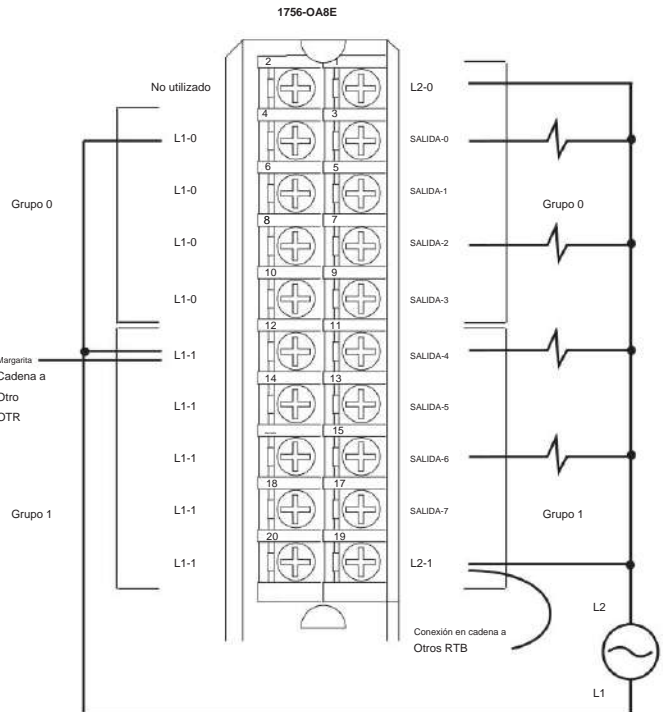 1756-OA8E
2 1
No utilizado
L2-0
4 3
L1-0
SALIDA-0
6 5
L1-0
SALIDA-1
Grupo 0
Grupo 0
8 7
L1-0
SALIDA-2
10 9
L1-0
SALIDA-3
12 11
Margarita
L1-1
SALIDA-4
Cadena a
Otro
OTR
14 13
L1-1
SALIDA-5
15
L1-1
SALIDA-6
18 17
Grupo 1
L1-1
SALIDA-7
Grupo 1
20 19
L1-1
L2-1
Conexión en cadena a
Otros RTB
L2
L1